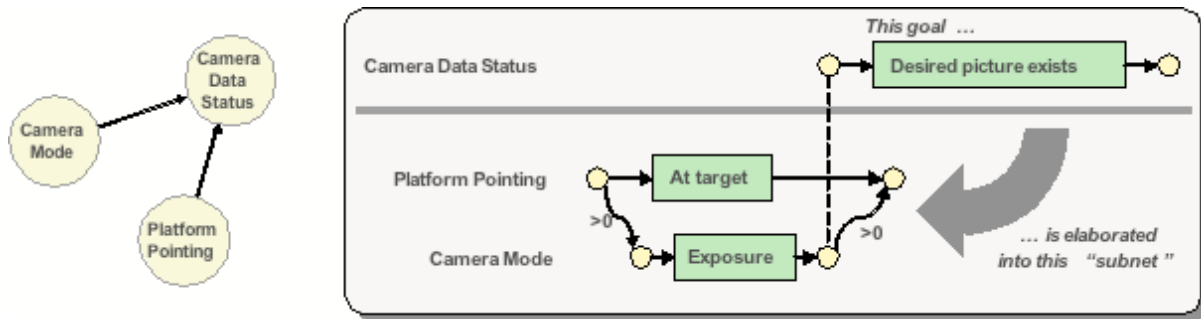 Camera
Data
Status
Camera
Mode
Platform
Pointing
This goal ...
Camera Data Status
Desired picture exists
Platform Pointing
At target
>0
>0
Camera Mode
Exposure
... is elaborated
into this "subnet"